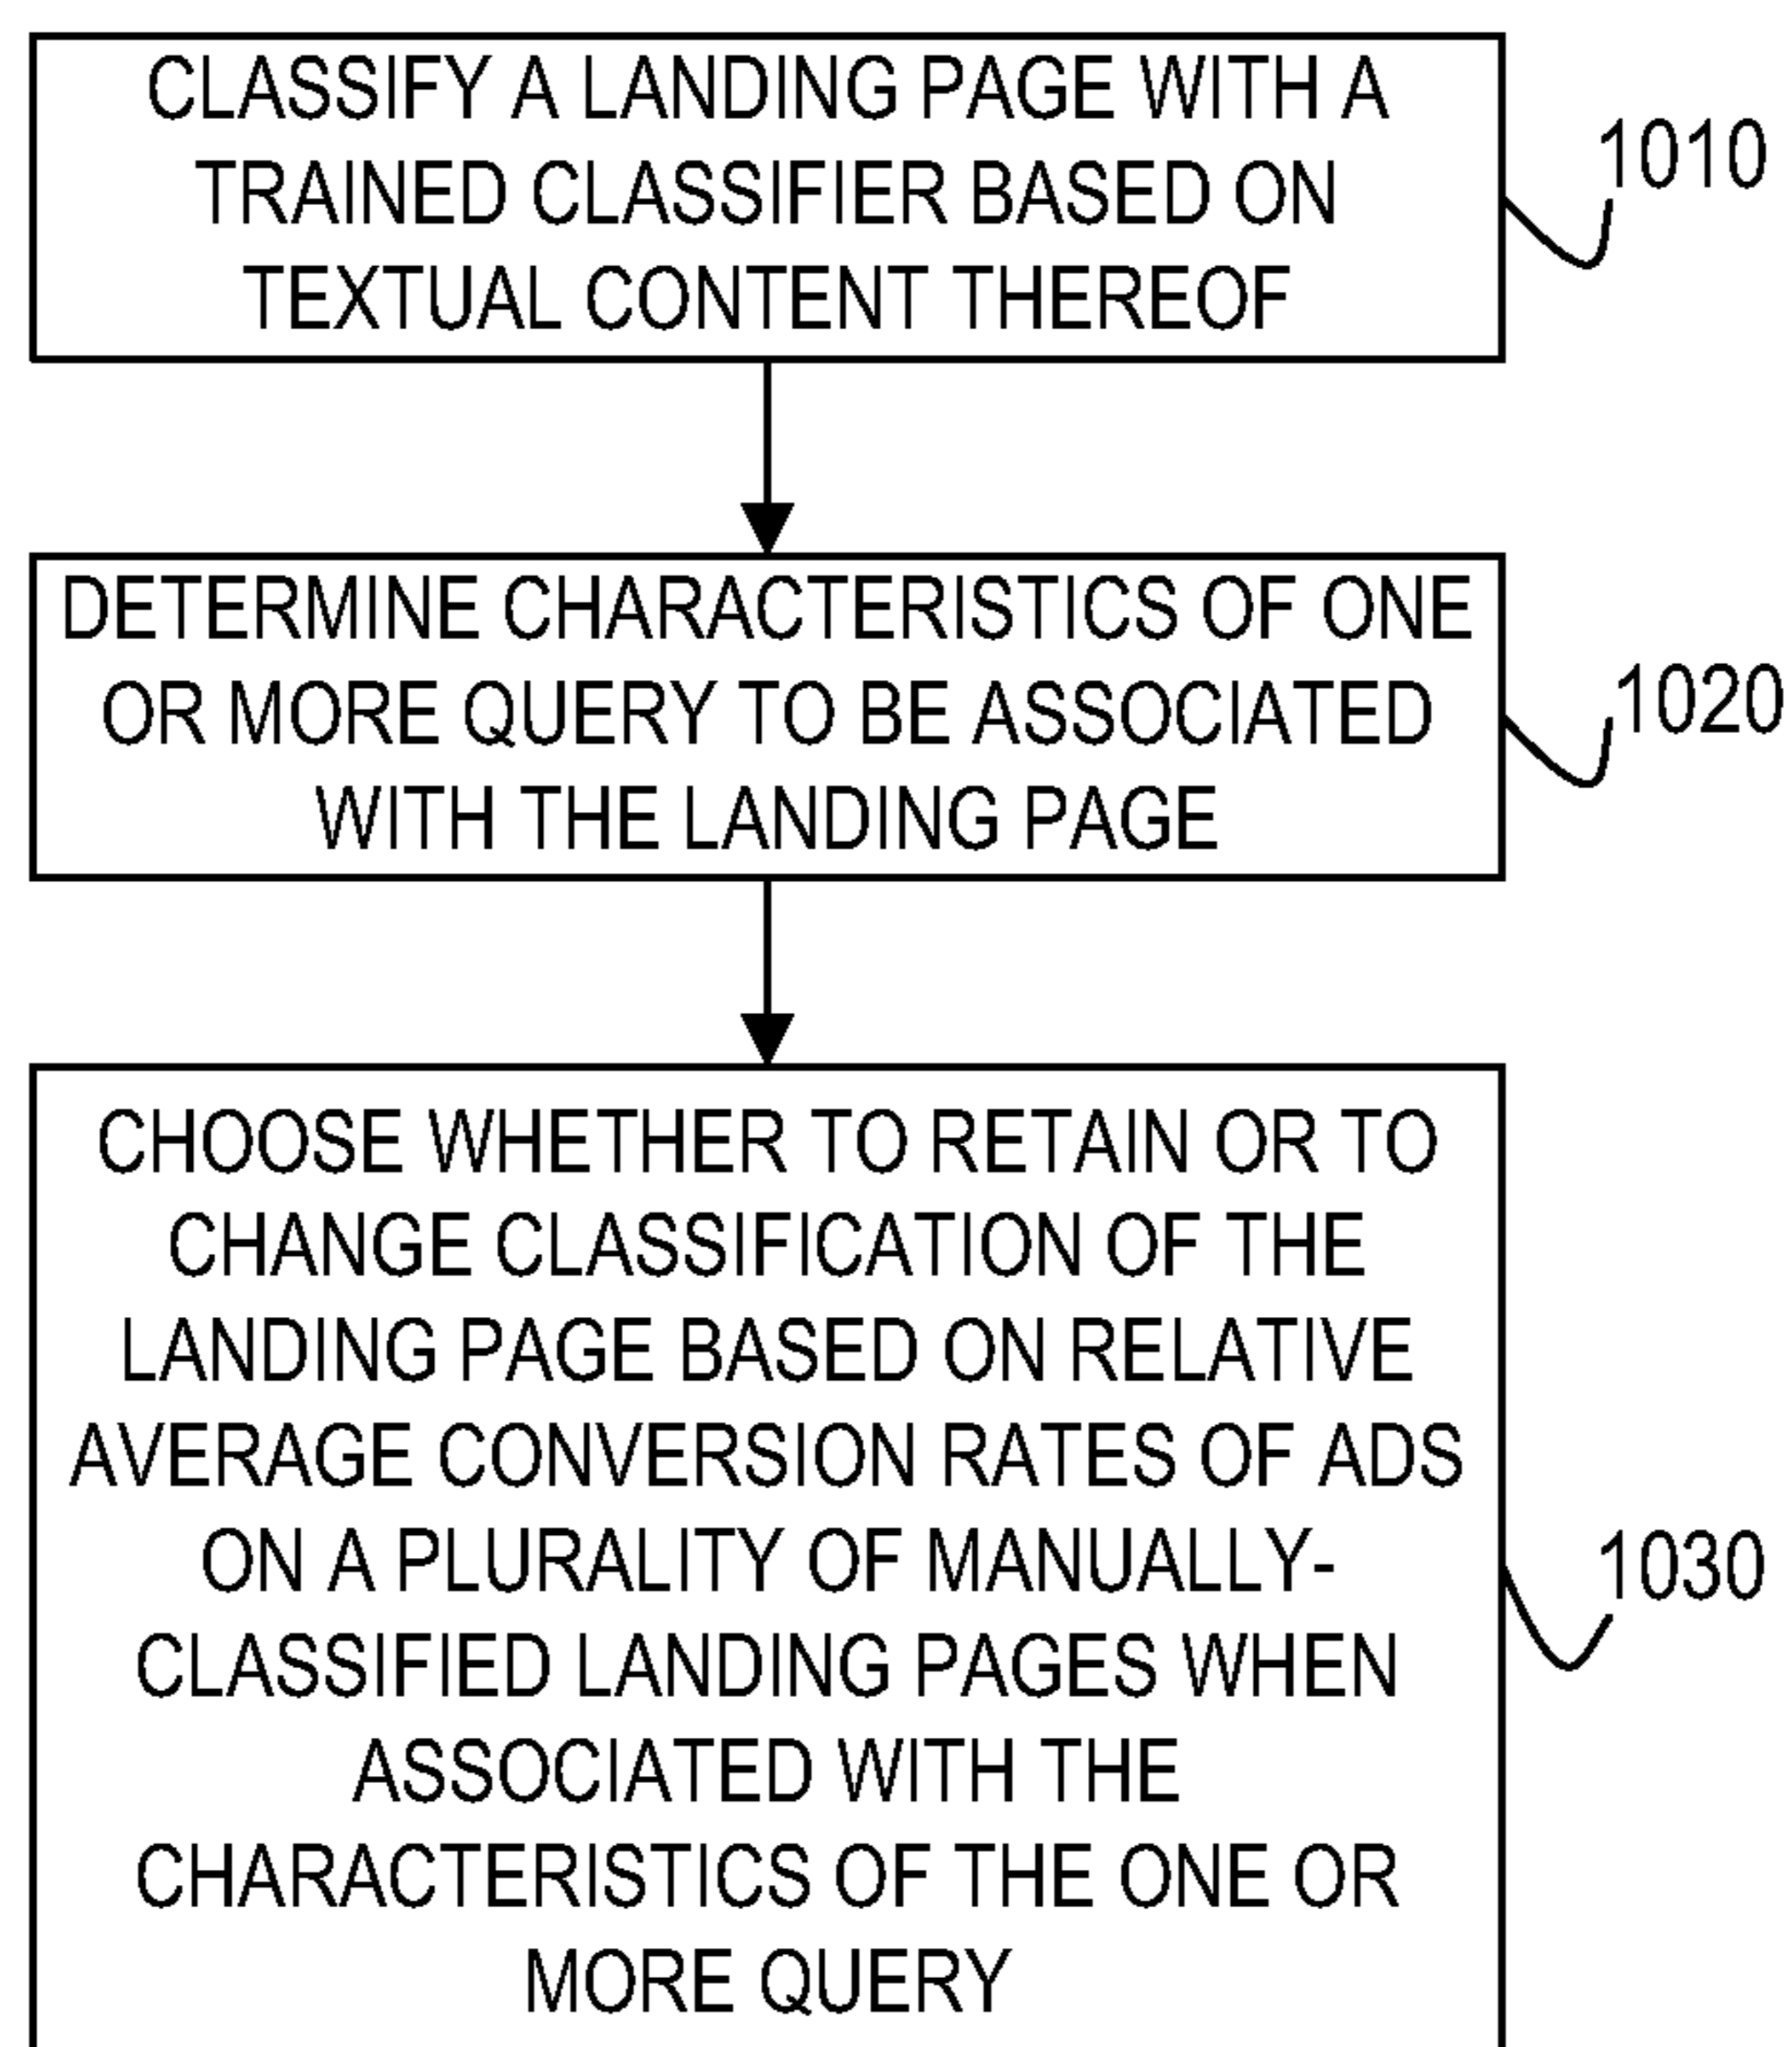 CLASSIFY A LANDING PAGE WITH A
TRAINED CLASSIFIER BASED ON
TEXTUAL CONTENT THEREOF
1010
DETERMINE CHARACTERISTICS OF ONE
OR MORE QUERY TO BE ASSOCIATED
WITH THE LANDING PAGE
1020
CHOOSE WHETHER TO RETAIN OR TO
CHANGE CLASSIFICATION OF THE
LANDING PAGE BASED ON RELATIVE
AVERAGE CONVERSION RATES OF ADS
ON A PLURALITY OF MANUALLY-
CLASSIFIED LANDING PAGES WHEN
ASSOCIATED WITH THE
CHARACTERISTICS OF THE ONE OR
MORE QUERY
1030